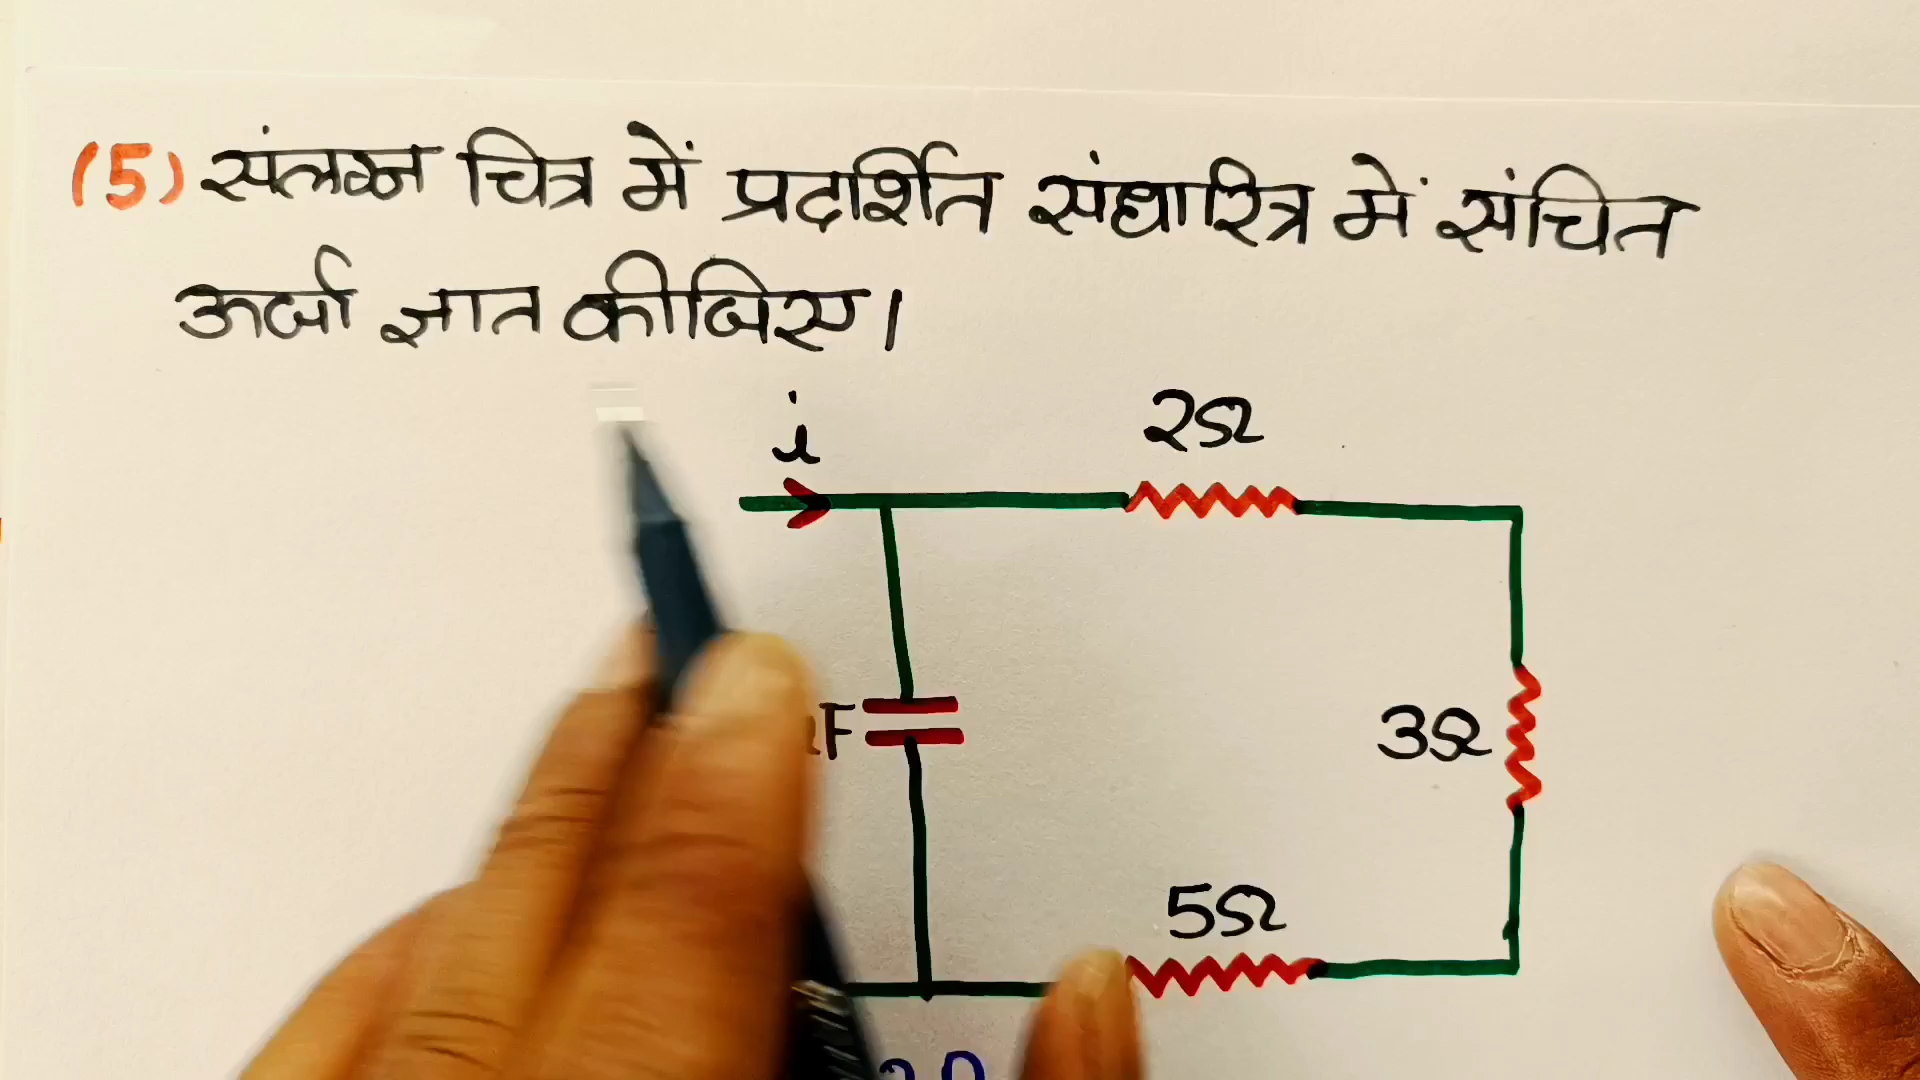 (5) संलग्न चित्र में प्रदर्शित संधारित्र में संचित
ऊर्जा ज्ञात कीजिए।
i
2Ω
F
3Ω
5Ω